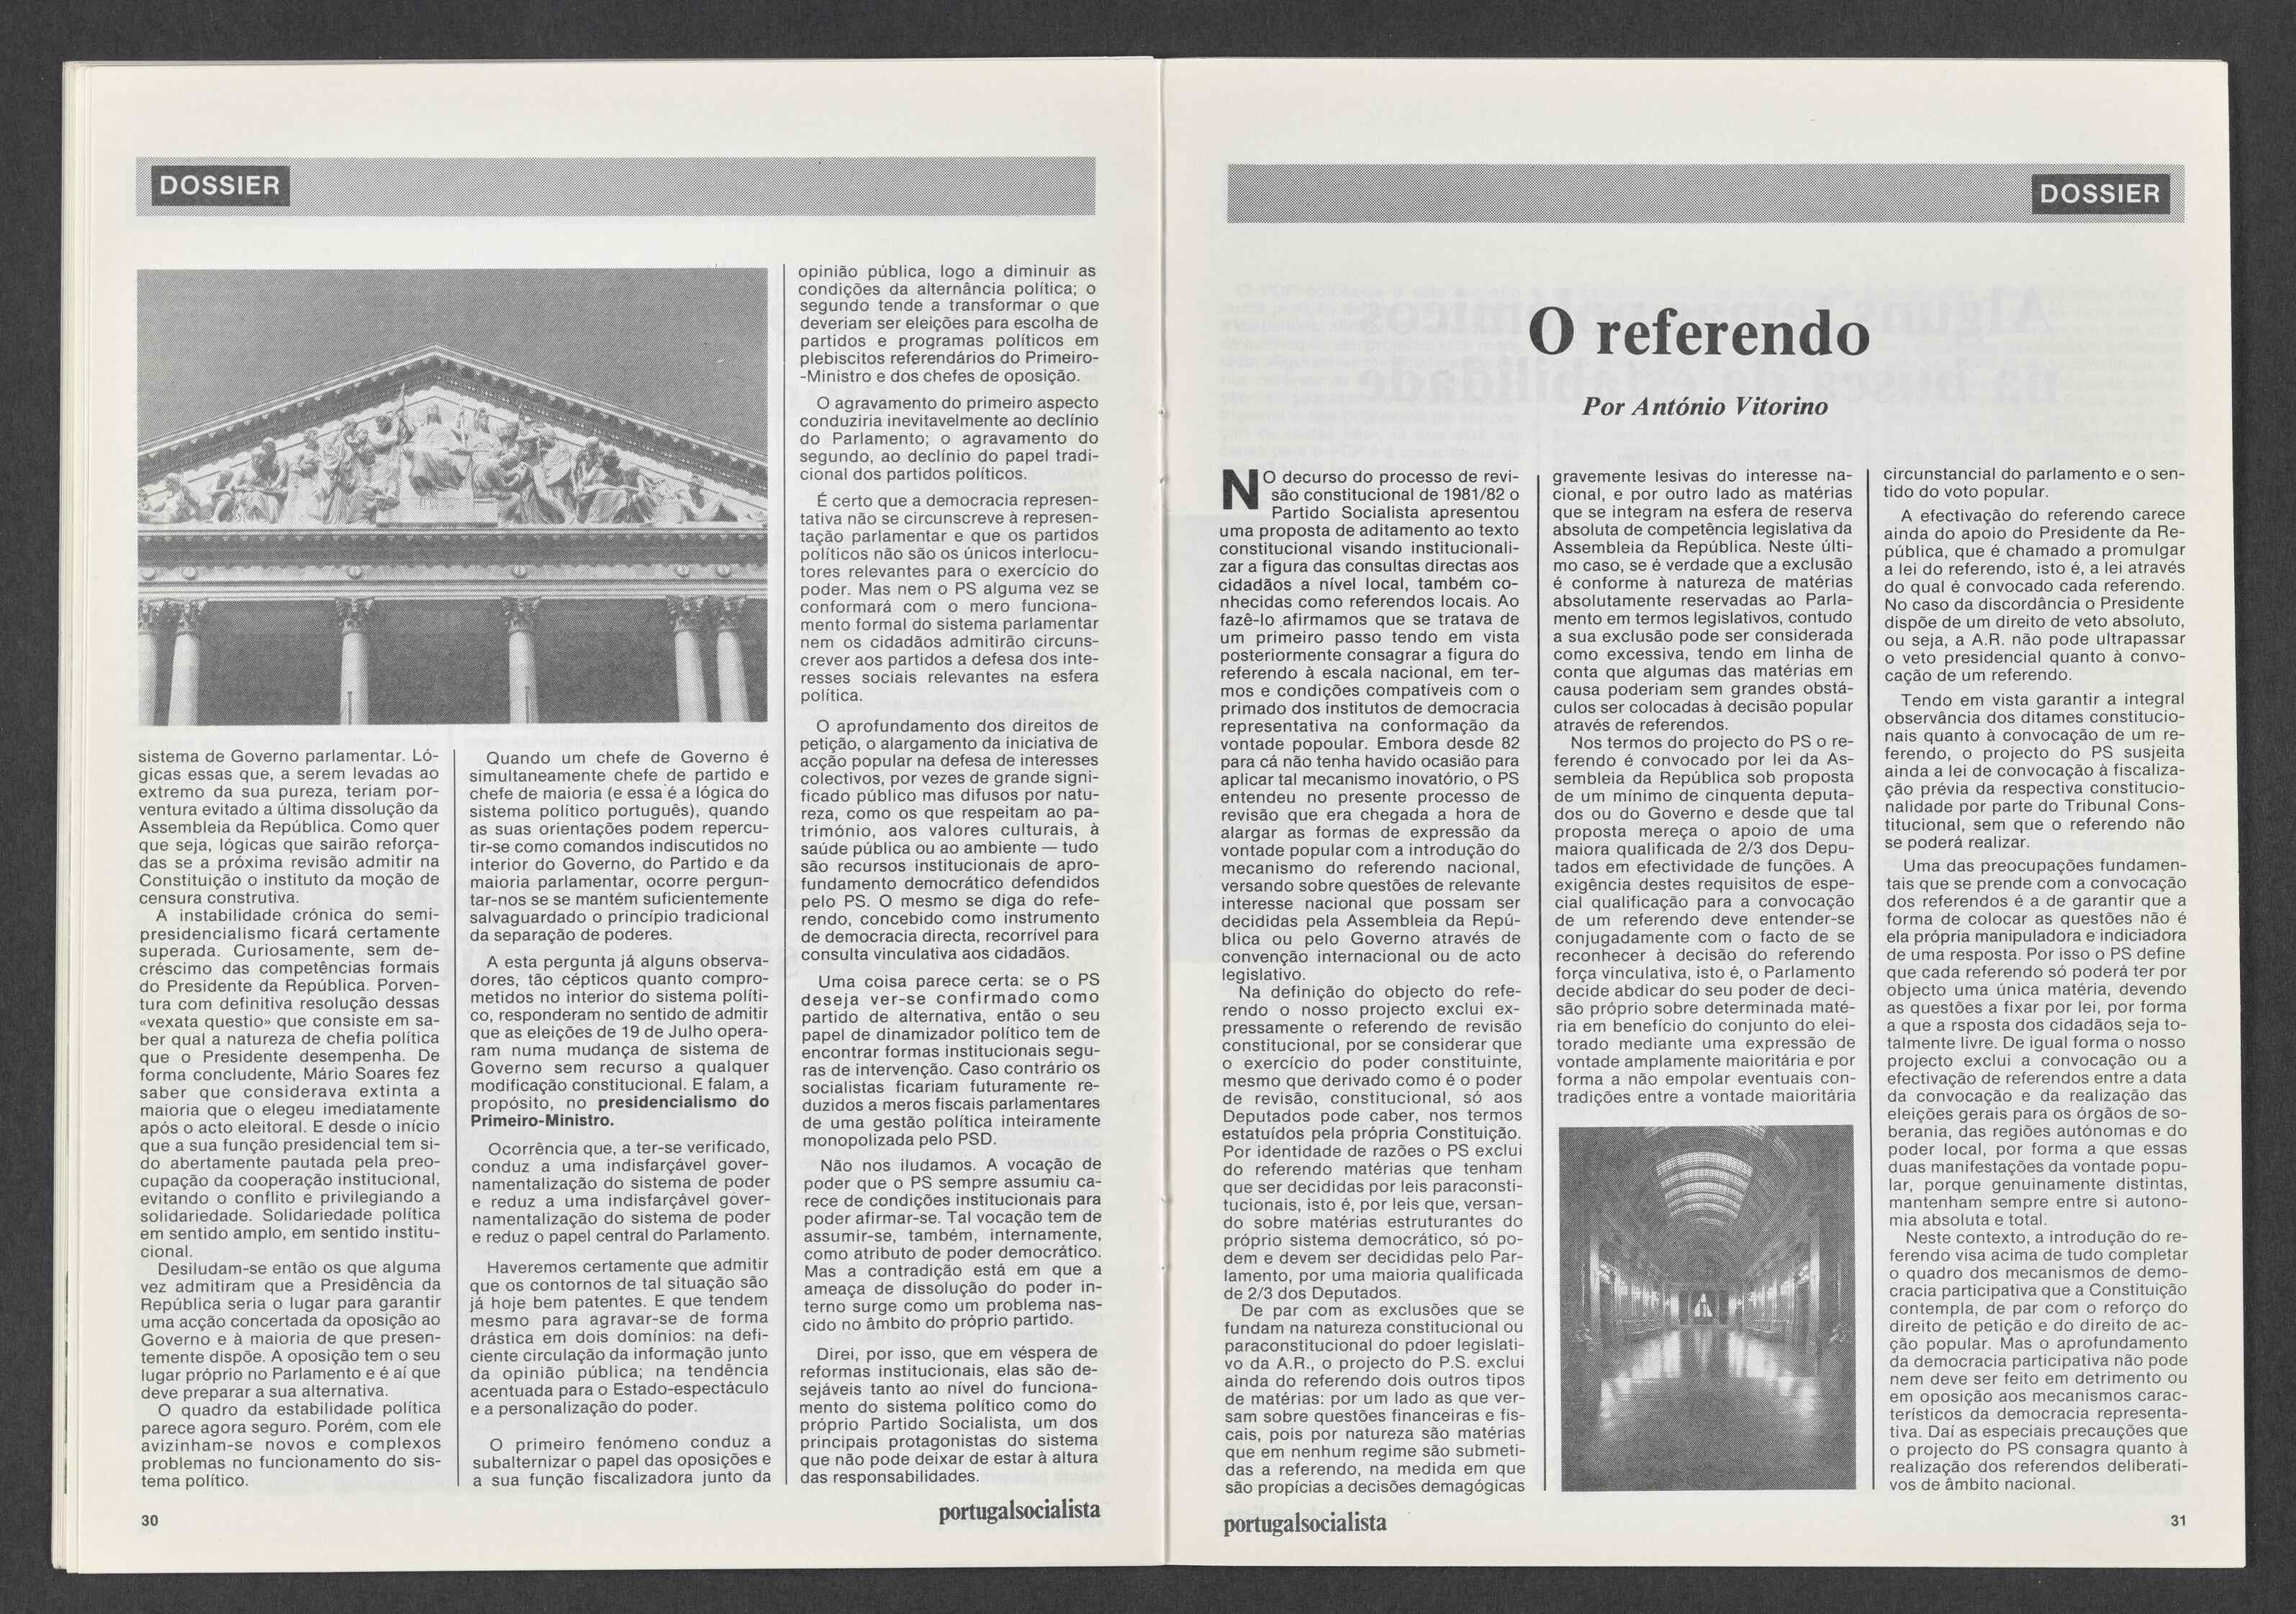 DOSSIER
sistema de Governo parlamentar. Ló-
gicas essas que, a serem levadas ao
extremo da sua pureza, teriam por-
ventura evitado a última dissolução da
Assembleia da República. Como quer
que seja, lógicas que sairão reforça-
das se a próxima revisão admitir na
Constituição o instituto da moção de
censura construtiva.
A instabilidade crónica do semi-
presidencialismo ficará certamente
superada. Curiosamente, sem de-
créscimo das competências formais
do Presidente da República. Porven-
tura com definitiva resolução dessas
«vexata questio» que consiste em sa-
ber qual a natureza de chefia política
que o Presidente desempenha. De
forma concludente, Mário Soares fez
saber que considerava extinta a
maioria que o elegeu imediatamente
após o acto eleitoral. E desde o início
que a sua função presidencial tem si-
do abertamente pautada pela preo-
cupação da cooperação institucional,
evitando o conflito e privilegiando a
solidariedade. Solidariedade política
em sentido amplo, em sentido institu-
cional.
Desiludam-se então os que alguma
vez admitiram que a Presidência da
República seria o lugar para garantir
uma acção concertada da oposição ao
Governo e à maioria de que presen-
temente dispõe. A oposição tem o seu
lugar próprio no Parlamento e é aí que
deve preparar a sua alternativa.
O quadro da estabilidade política
parece agora seguro. Porém, com ele
avizinham-se novos e complexos
problemas no funcionamento do sis-
tema político.
Quando um chefe de Governo é
simultaneamente chefe de partido e
chefe de maioria (e essa é a lógica do
sistema político português), quando
as suas orientações podem repercu-
tir-se como comandos indiscutidos no
interior do Governo, do Partido e da
maioria parlamentar, ocorre pergun-
tar-nos se se mantém suficientemente
salvaguardado o princípio tradicional
da separação de poderes.
A esta pergunta já alguns observa-
dores, tão cépticos quanto compro-
metidos no interior do sistema políti-
co, responderam no sentido de admitir
que as eleições de 19 de Julho opera-
ram numa mudança de sistema de
Governo sem recurso a qualquer
modificação constitucional. E falam, a
propósito, no presidencialismo do
Primeiro-Ministro.
Ocorrência que, a ter-se verificado,
conduz a uma indisfarçável gover-
namentalização do sistema de poder
e reduz a uma indisfarçável gover-
namentalização do sistema de poder
e reduz o papel central do Parlamento.
Haveremos certamente que admitir
que os contornos de tal situação são
já hoje bem patentes. E que tendem
mesmo para agravar-se de forma
drástica em dois domínios: na defi-
ciente circulação da informação junto
da opinião pública; na tendência
acentuada para o Estado-espectáculo
e a personalização do poder.
O primeiro fenómeno conduz a
subalternizar o papel das oposições e
a sua função fiscalizadora junto da
opinião pública, logo a diminuir as
condições da alternância política; o
segundo tende a transformar o que
deveriam ser eleições para escolha de
partidos e programas políticos em
plebiscitos referendários do Primeiro-
-Ministro e dos chefes de oposição.
O agravamento do primeiro aspecto
conduziria inevitavelmente ao declínio
do Parlamento; o agravamento do
segundo, ao declínio do papel tradi-
cional dos partidos políticos.
É certo que a democracia represen-
tativa não se circunscreve à represen-
tação parlamentar e que os partidos
políticos não são os únicos interlocu-
tores relevantes para o exercício do
poder. Mas nem o PS alguma vez se
conformará com o mero funciona-
mento formal do sistema parlamentar
nem os cidadãos admitirão circuns-
crever aos partidos a defesa dos inte-
resses sociais relevantes na esfera
política.
O aprofundamento dos direitos de
petição, o alargamento da iniciativa de
acção popular na defesa de interesses
colectivos, por vezes de grande signi-
ficado público mas difusos por natu-
reza, como os que respeitam ao pa-
trimónio, aos valores culturais, à
saúde pública ou ao ambiente — tudo
são recursos institucionais de apro-
fundamento democrático defendidos
pelo PS. O mesmo se diga do refe-
rendo, concebido como instrumento
de democracia directa, recorrível para
consulta vinculativa aos cidadãos.
Uma coisa parece certa: se o PS
deseja ver-se confirmado como
partido de alternativa, então o seu
papel de dinamizador político tem de
encontrar formas institucionais segu-
ras de intervenção. Caso contrário os
socialistas ficariam futuramente re-
duzidos a meros fiscais parlamentares
de uma gestão política inteiramente
monopolizada pelo PSD.
Não nos iludamos. A vocação de
poder que o PS sempre assumiu ca-
rece de condições institucionais para
poder afirmar-se. Tal vocação tem de
assumir-se, também, internamente,
como atributo de poder democrático.
Mas a contradição está em que a
ameaça de dissolução do poder in-
terno surge como um problema nas-
cido no âmbito do próprio partido.
Direi, por isso, que em véspera de
reformas institucionais, elas são de-
sejáveis tanto ao nível do funciona-
mento do sistema político como do
próprio Partido Socialista, um dos
principais protagonistas do sistema
que não pode deixar de estar à altura
das responsabilidades.
30
portugalsocialista
DOSSIER
O referendo
Por António Vitorino
NO decurso do processo de revi-
são constitucional de 1981/82 o
Partido Socialista apresentou
uma proposta de aditamento ao texto
constitucional visando institucionali-
zar a figura das consultas directas aos
cidadãos a nível local, também co-
nhecidas como referendos locais. Ao
fazê-lo afirmamos que se tratava de
um primeiro passo tendo em vista
posteriormente consagrar a figura do
referendo à escala nacional, em ter-
mos e condições compatíveis com o
primado dos institutos de democracia
representativa na conformação da
vontade popoular. Embora desde 82
para cá não tenha havido ocasião para
aplicar tal mecanismo inovatório, o PS
entendeu no presente processo de
revisão que era chegada a hora de
alargar as formas de expressão da
vontade popular com a introdução do
mecanismo do referendo nacional,
versando sobre questões de relevante
interesse nacional que possam ser
decididas pela Assembleia da Repú-
blica ou pelo Governo através de
convenção internacional ou de acto
legislativo.
Na definição do objecto do refe-
rendo o nosso projecto exclui ex-
pressamente o referendo de revisão
constitucional, por se considerar que
o exercício do poder constituinte,
mesmo que derivado como é o poder
de revisão, constitucional, só aos
Deputados pode caber, nos termos
estatuídos pela própria Constituição.
Por identidade de razões o PS exclui
do referendo matérias que tenham
que ser decididas por leis paraconsti-
tucionais, isto é, por leis que, versan-
do sobre matérias estruturantes do
próprio sistema democrático, só po-
dem e devem ser decididas pelo Par-
lamento, por uma maioria qualificada
de 2/3 dos Deputados.
De par com as exclusões que se
fundam na natureza constitucional ou
paraconstitucional do pdoer legislati-
vo da A.R., o projecto do P.S. exclui
ainda do referendo dois outros tipos
de matérias: por um lado as que ver-
sam sobre questões financeiras e fis-
cais, pois por natureza são matérias
que em nenhum regime são submeti-
das a referendo, na medida em que
são propícias a decisões demagógicas
gravemente lesivas do interesse na-
cional, e por outro lado as matérias
que se integram na esfera de reserva
absoluta de competência legislativa da
Assembleia da República. Neste últi-
mo caso, se é verdade que a exclusão
é conforme à natureza de matérias
absolutamente reservadas ao Parla-
mento em termos legislativos, contudo
a sua exclusão pode ser considerada
como excessiva, tendo em linha de
conta que algumas das matérias em
causa poderiam sem grandes obstá-
culos ser colocadas à decisão popular
através de referendos.
Nos termos do projecto do PS o re-
ferendo é convocado por lei da As-
sembleia da República sob proposta
de um mínimo de cinquenta deputa-
dos ou do Governo e desde que tal
proposta mereça o apoio de uma
maiora qualificada de 2/3 dos Depu-
tados em efectividade de funções. A
exigência destes requisitos de espe-
cial qualificação para a convocação
de um referendo deve entender-se
conjugadamente com o facto de se
reconhecer à decisão do referendo
força vinculativa, isto é, o Parlamento
decide abdicar do seu poder de deci-
são próprio sobre determinada maté-
ria em benefício do conjunto do elei-
torado mediante uma expressão de
vontade amplamente maioritária e por
forma a não empolar eventuais con-
tradições entre a vontade maioritária
circunstancial do parlamento e o sen-
tido do voto popular.
A efectivação do referendo carece
ainda do apoio do Presidente da Re-
pública, que é chamado a promulgar
a lei do referendo, isto é, a lei através
do qual é convocado cada referendo.
No caso da discordância o Presidente
dispõe de um direito de veto absoluto,
ou seja, a A.R. não pode ultrapassar
o veto presidencial quanto à convo-
cação de um referendo.
Tendo em vista garantir a integral
observância dos ditames constitucio-
nais quanto à convocação de um re-
ferendo, o projecto do PS susjeita
ainda a lei de convocação à fiscaliza-
ção prévia da respectiva constitucio-
nalidade por parte do Tribunal Cons-
titucional, sem que o referendo não
se poderá realizar.
Uma das preocupações fundamen-
tais que se prende com a convocação
dos referendos é a de garantir que a
forma de colocar as questões não é
ela própria manipuladora e indiciadora
de uma resposta. Por isso o PS define
que cada referendo só poderá ter por
objecto uma única matéria, devendo
as questões a fixar por lei, por forma
a que a rsposta dos cidadãos seja to-
talmente livre. De igual forma o nosso
projecto exclui a convocação ou a
efectivação de referendos entre a data
da convocação e da realização das
eleições gerais para os órgãos de so-
berania, das regiões autónomas e do
poder local, por forma a que essas
duas manifestações da vontade popu-
lar, porque genuinamente distintas,
mantenham sempre entre si autono-
mia absoluta e total.
Neste contexto, a introdução do re-
ferendo visa acima de tudo completar
o quadro dos mecanismos de demo-
cracia participativa que a Constituição
contempla, de par com o reforço do
direito de petição e do direito de ac-
ção popular. Mas o aprofundamento
da democracia participativa não pode
nem deve ser feito em detrimento ou
em oposição aos mecanismos carac-
terísticos da democracia representa-
tiva. Daí as especiais precauções que
o projecto do PS consagra quanto à
realização dos referendos deliberati-
vos de âmbito nacional.
portugalsocialista
31